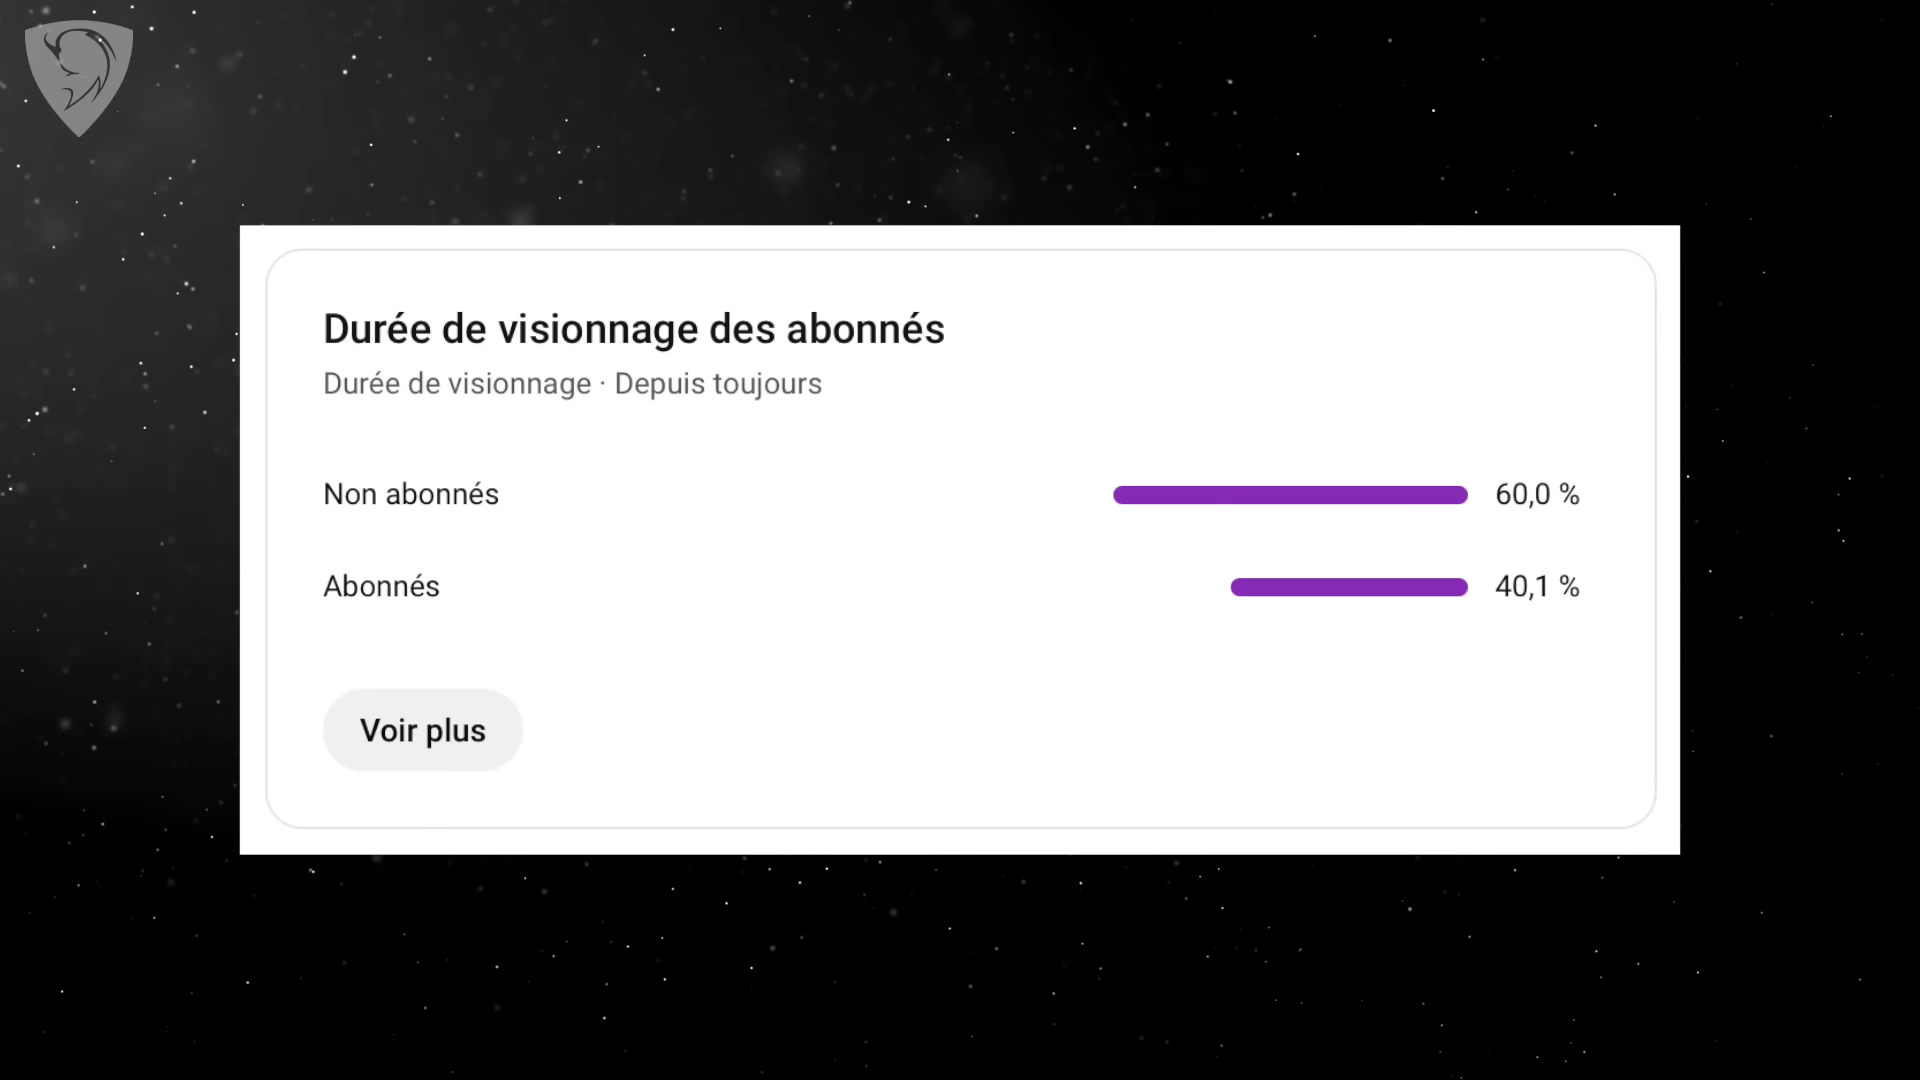 Durée de visionnage des abonnés
Durée de visionnage · Depuis toujours
Non abonnés 60,0 %
Abonnés 40,1 %
Voir plus